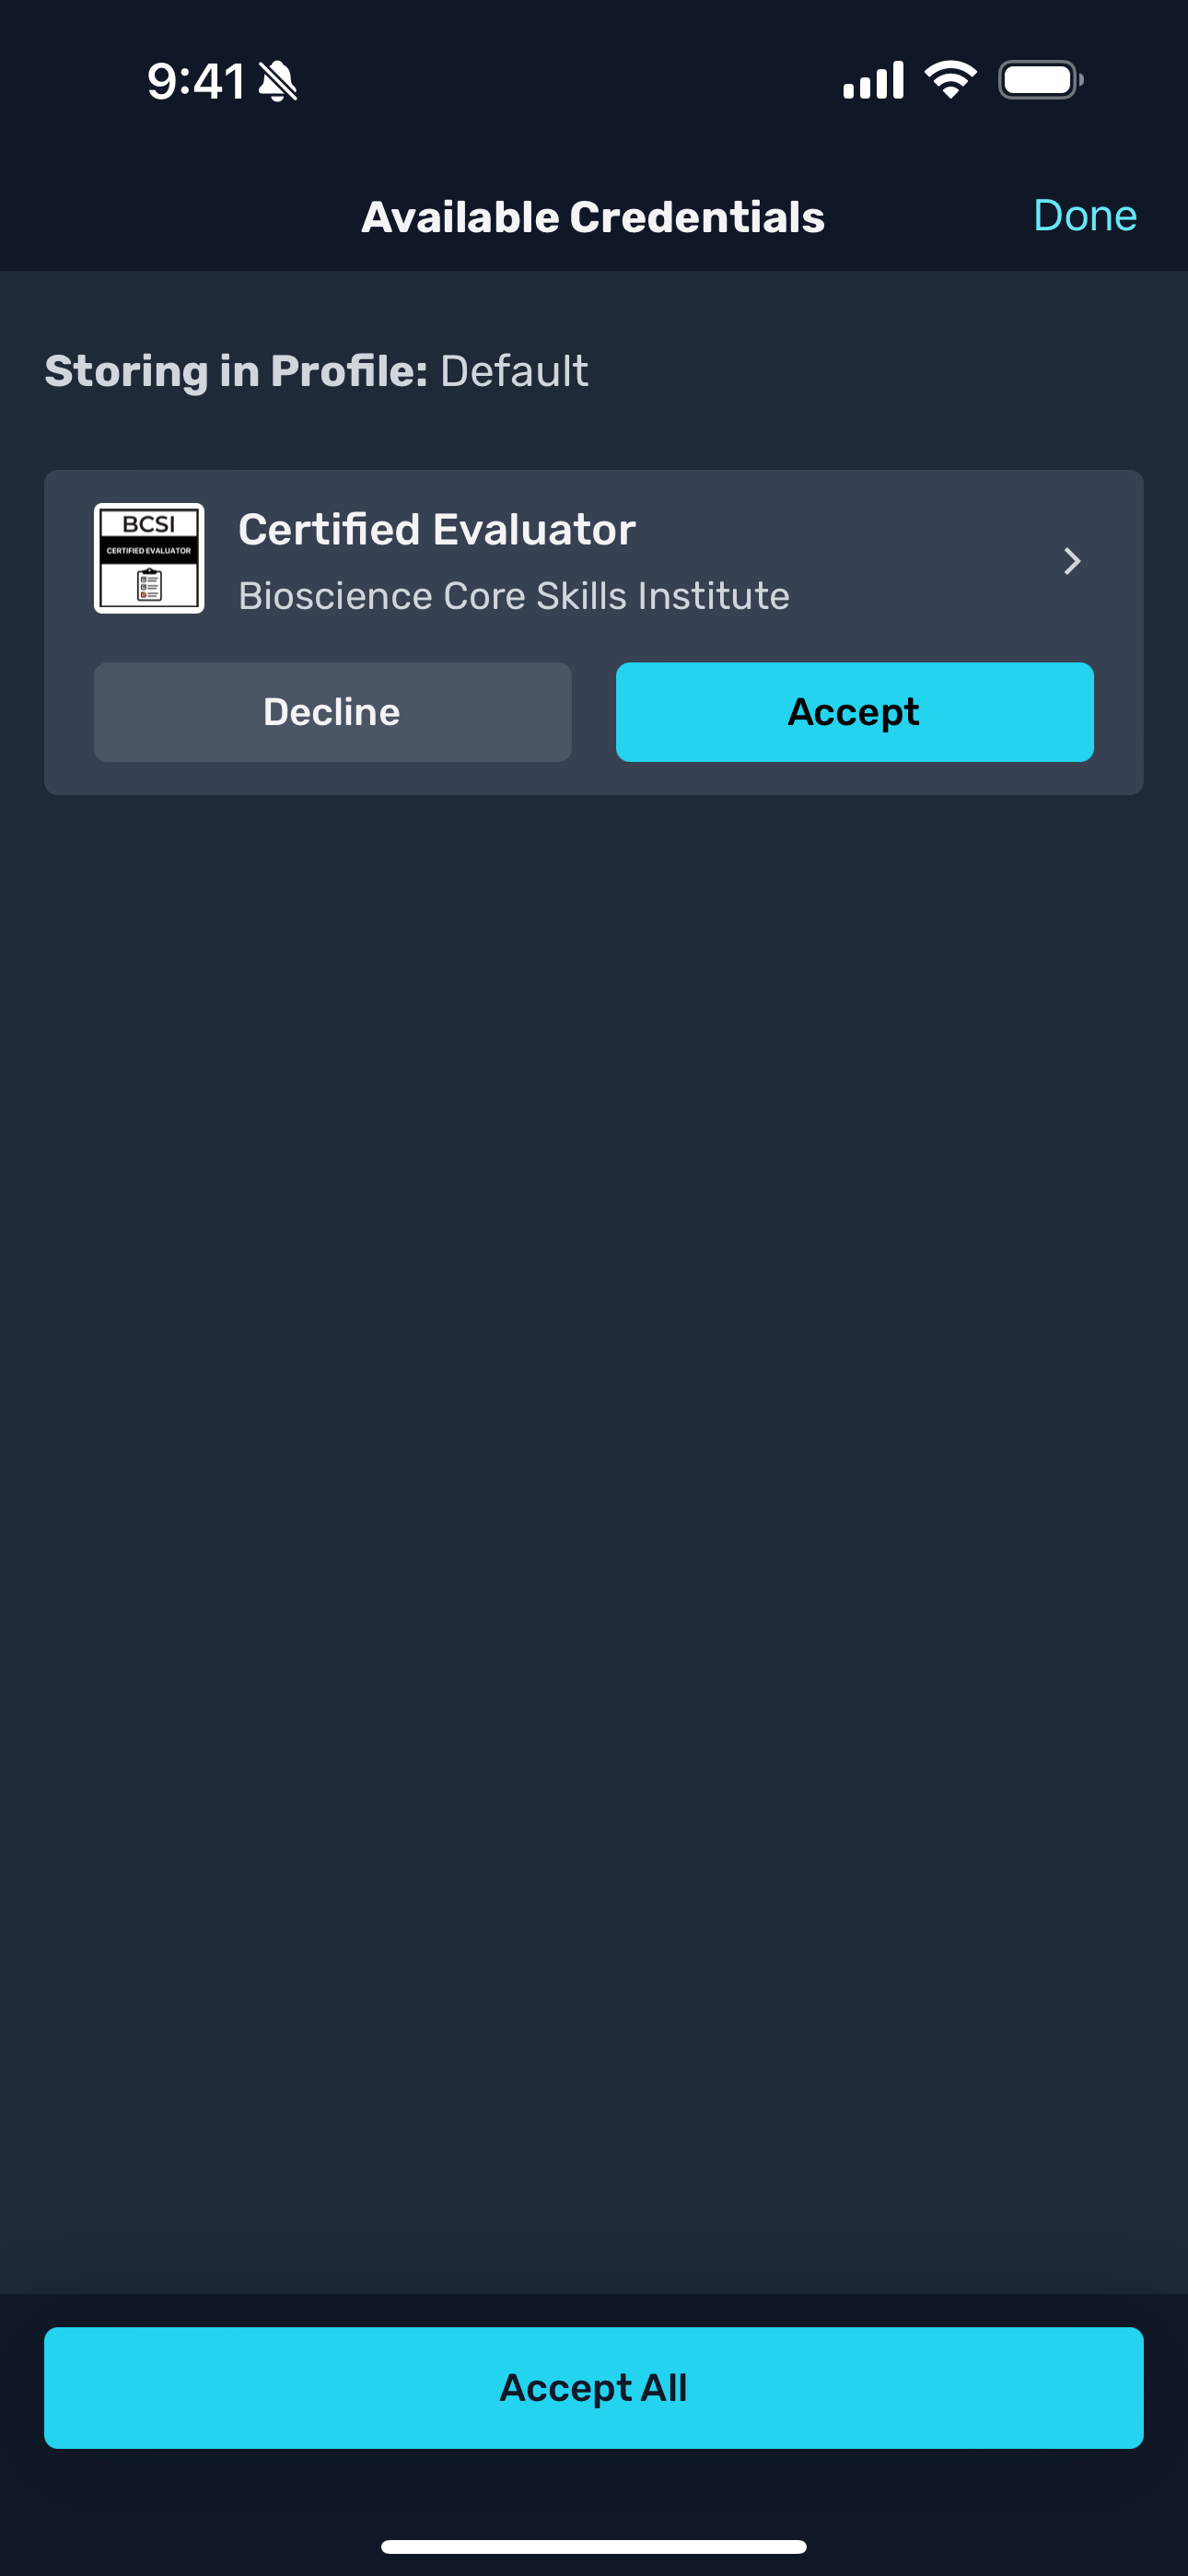 9:41
Available Credentials
Done
Storing in Profile: Default
BCSI
CERTIFIED EVALUATOR
Certified Evaluator
Bioscience Core Skills Institute
Decline
Accept
Accept All